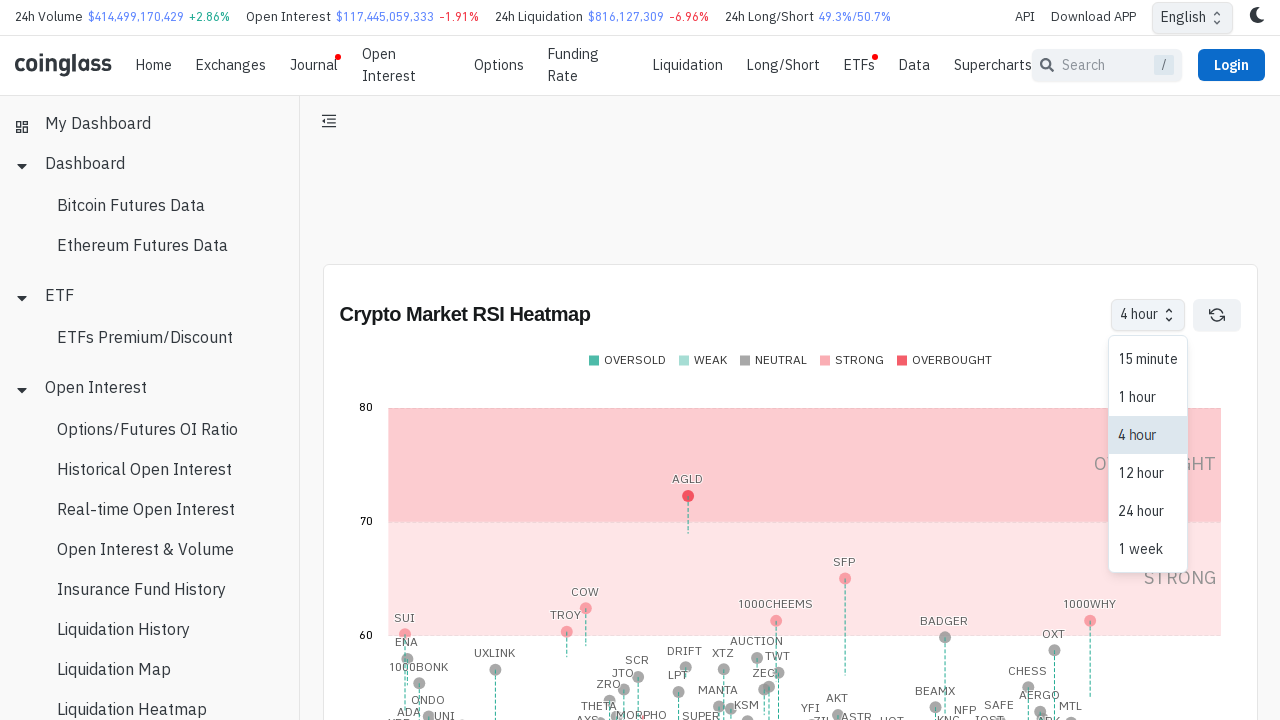 24h Volume $414,499,170,429 +2.86% Open Interest $117,445,059,333 -1.91% 24h Liquidation $816,127,309 -6.96% 24h Long/Short 49.3%/50.7% API Download APP English
coinglass Home Exchanges Journal Open Interest Options Funding Rate Liquidation Long/Short ETFs Data Supercharts Search / Login
My Dashboard
Dashboard
Bitcoin Futures Data
Ethereum Futures Data
ETF
ETFs Premium/Discount
Open Interest
Options/Futures OI Ratio
Historical Open Interest
Real-time Open Interest
Open Interest & Volume
Insurance Fund History
Liquidation History
Liquidation Map
Liquidation Heatmap
Crypto Market RSI Heatmap
4 hour
15 minute
1 hour
4 hour
12 hour
24 hour
1 week
OVERSOLD WEAK NEUTRAL STRONG OVERBOUGHT
80
AGLD
70
SFP
STRONG
COW
1000CHEEMS
1000WHY
TROY
SUI
BADGER
60
OXT
ENA
AUCTION
UXLINK
DRIFT
XTZ
TWT
SCR
1000BONK
JTO
LPT
ZEC
CHESS
ZRO
MANTA
BEAMX
AERGO
ONDO
THETA
KSM
AKT
SAFE
MTL
YFI
NFP
ADA
UNI
MORPHO
SUPER
ASTR